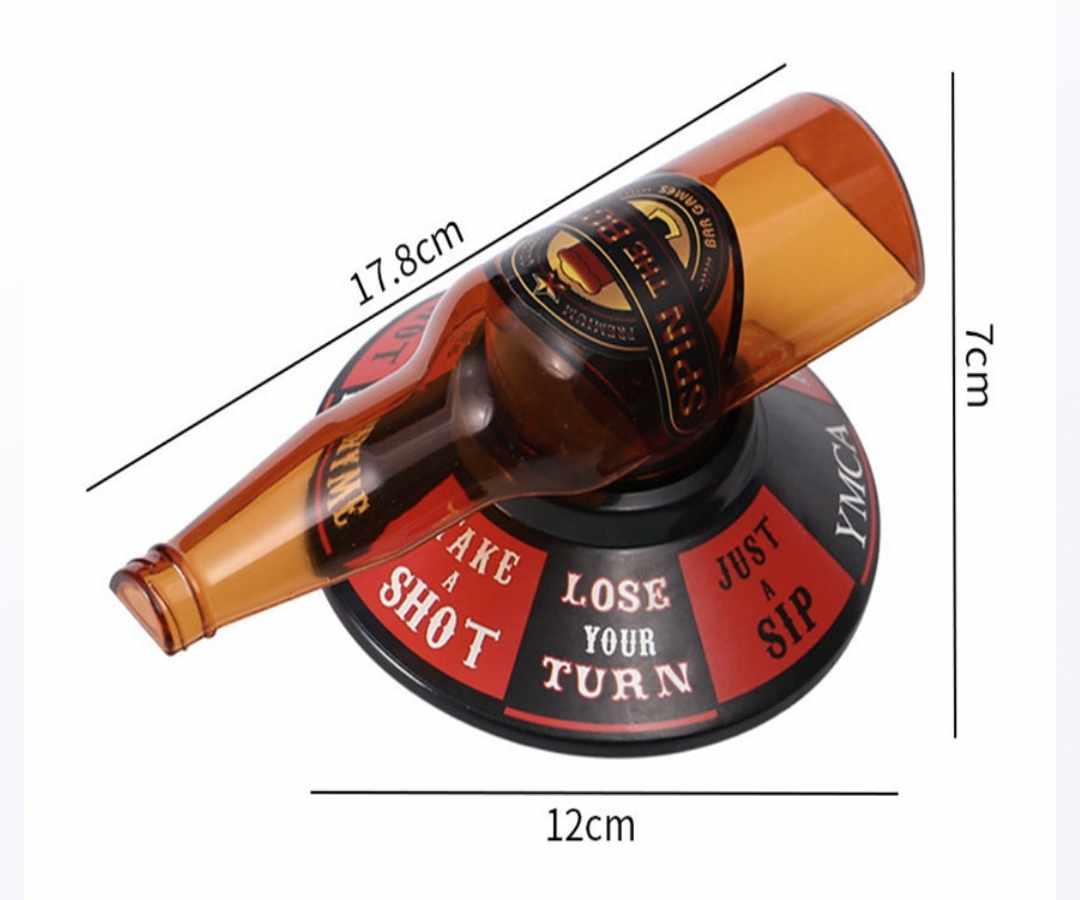 17.8cm
7cm
12cm
BAR GAMES
SPIN THE
PREMIUM
TAKE
A
SHOT
LOSE
YOUR
TURN
JUST
A
SIP
YMCA